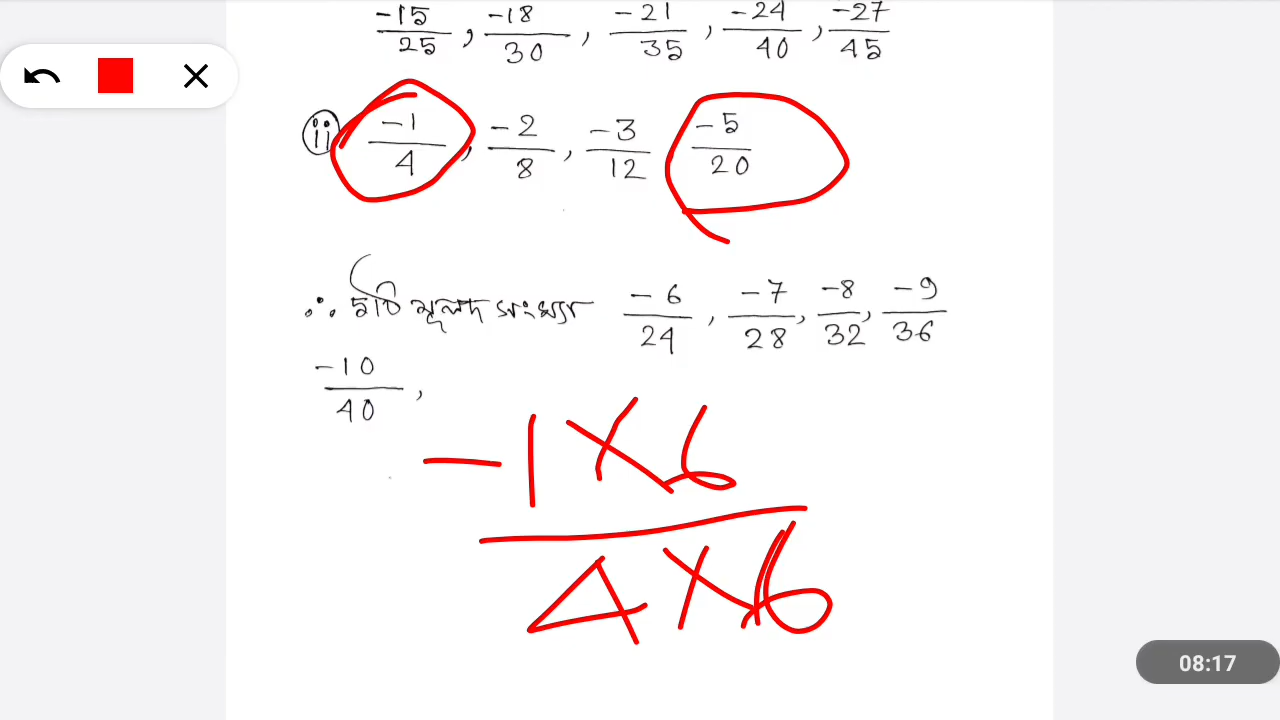 -15/25, -18/30, -21/35, -24/40, -27/45
(ii) -1/4, -2/8, -3/12 -5/20
∴ ৫টি মূলদ সংখ্যা -6/24, -7/28, -8/32, -9/36
-10/40,
-1×6/4×6
08:17